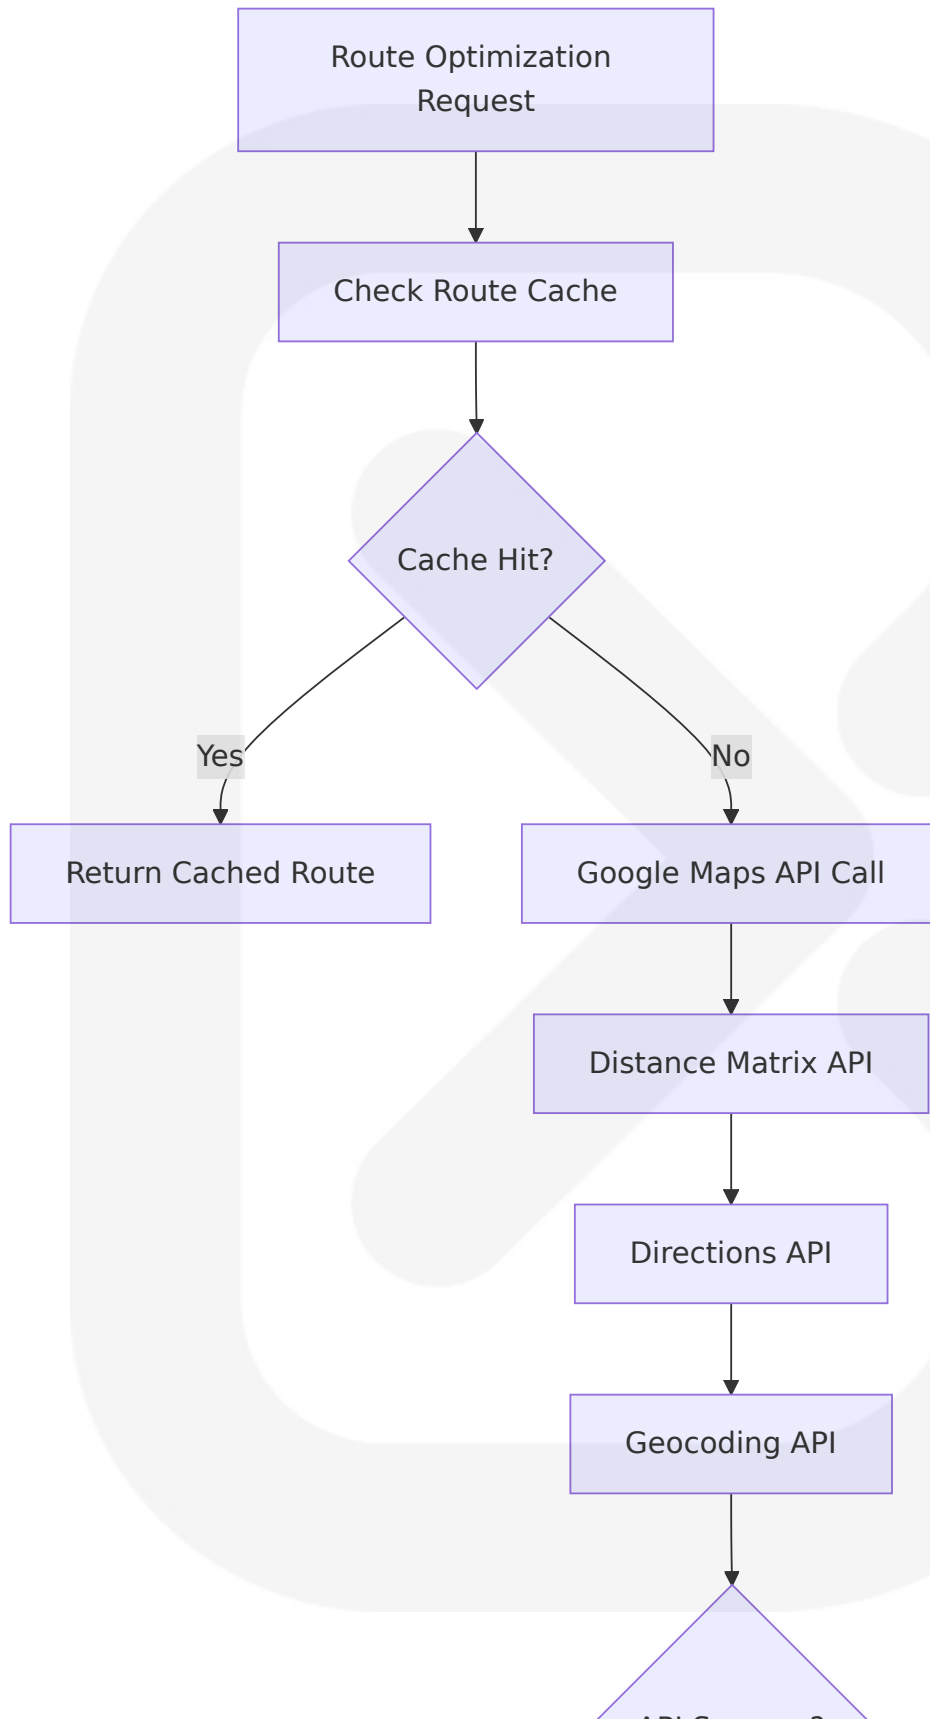 Route Optimization
Request
Check Route Cache
Cache Hit?
Yes
No
Return Cached Route
Google Maps API Call
Distance Matrix API
Directions API
Geocoding API